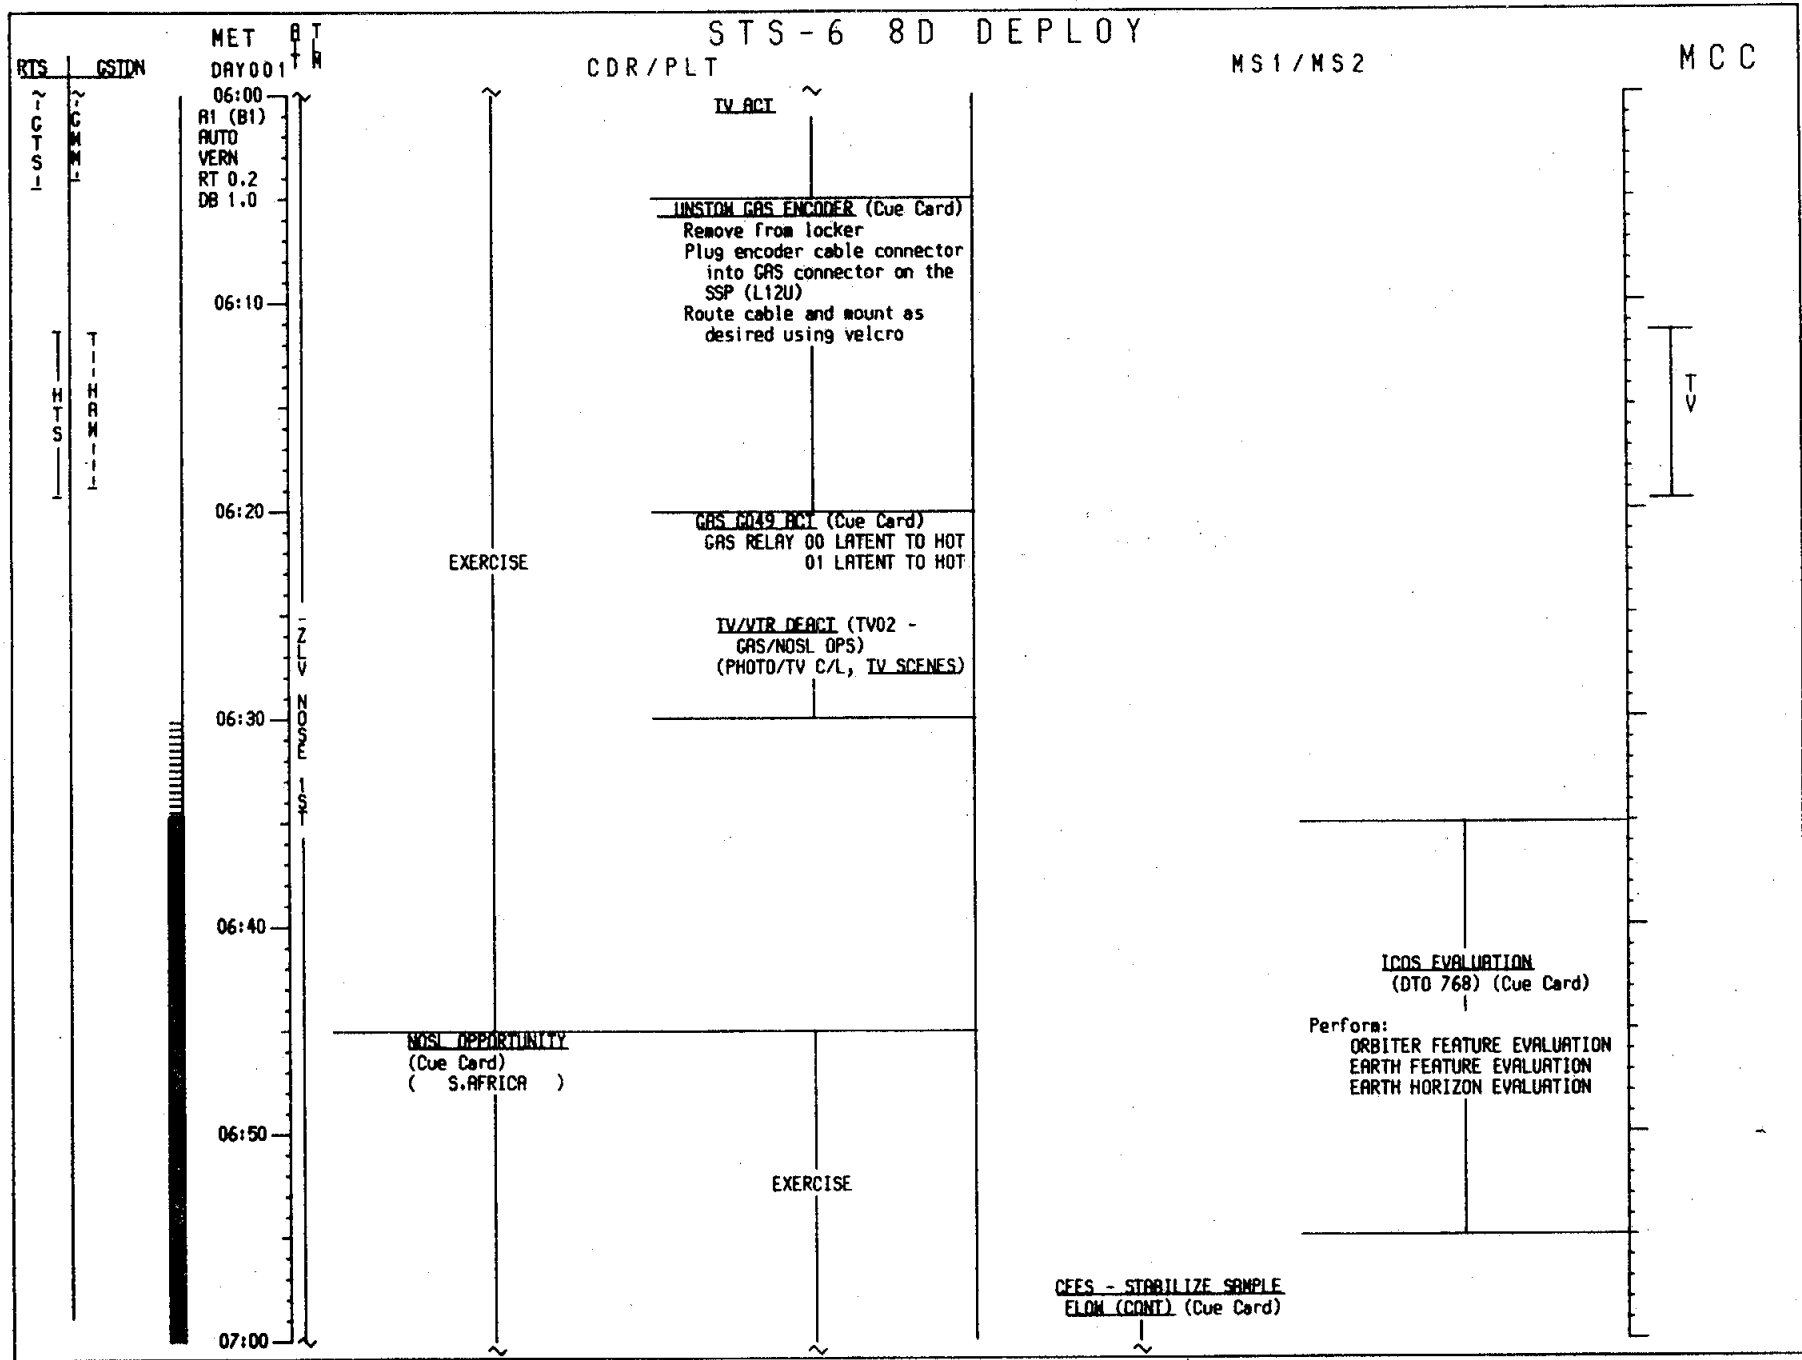 STS-6 8D DEPLOY
MET
ATT
TLM
RTS
GSTDN
DAY001
CDR/PLT
MS1/MS2
MCC
06:00
A1 (B1)
AUTO
VERN
RT 0.2
DB 1.0
GTS
GWM
TV ACT
UNSTOW GAS ENCODER (Cue Card)
Remove from locker
Plug encoder cable connector
into GAS connector on the
SSP (L12U)
Route cable and mount as
desired using velcro
06:10
HTS
HAW
TV
06:20
GAS G049 ACT (Cue Card)
GAS RELAY 00 LATENT TO HOT
01 LATENT TO HOT
EXERCISE
TV/VTR DEACT (TV02 -
GAS/NOSL OPS)
(PHOTO/TV C/L, TV SCENES)
-ZLV NOSE 1ST
06:30
06:40
ICOS EVALUATION
(DTO 768) (Cue Card)
Perform:
ORBITER FEATURE EVALUATION
EARTH FEATURE EVALUATION
EARTH HORIZON EVALUATION
NOSL OPPORTUNITY
(Cue Card)
( S.AFRICA )
06:50
EXERCISE
CFES - STABILIZE SAMPLE
FLOW (CONT) (Cue Card)
07:00